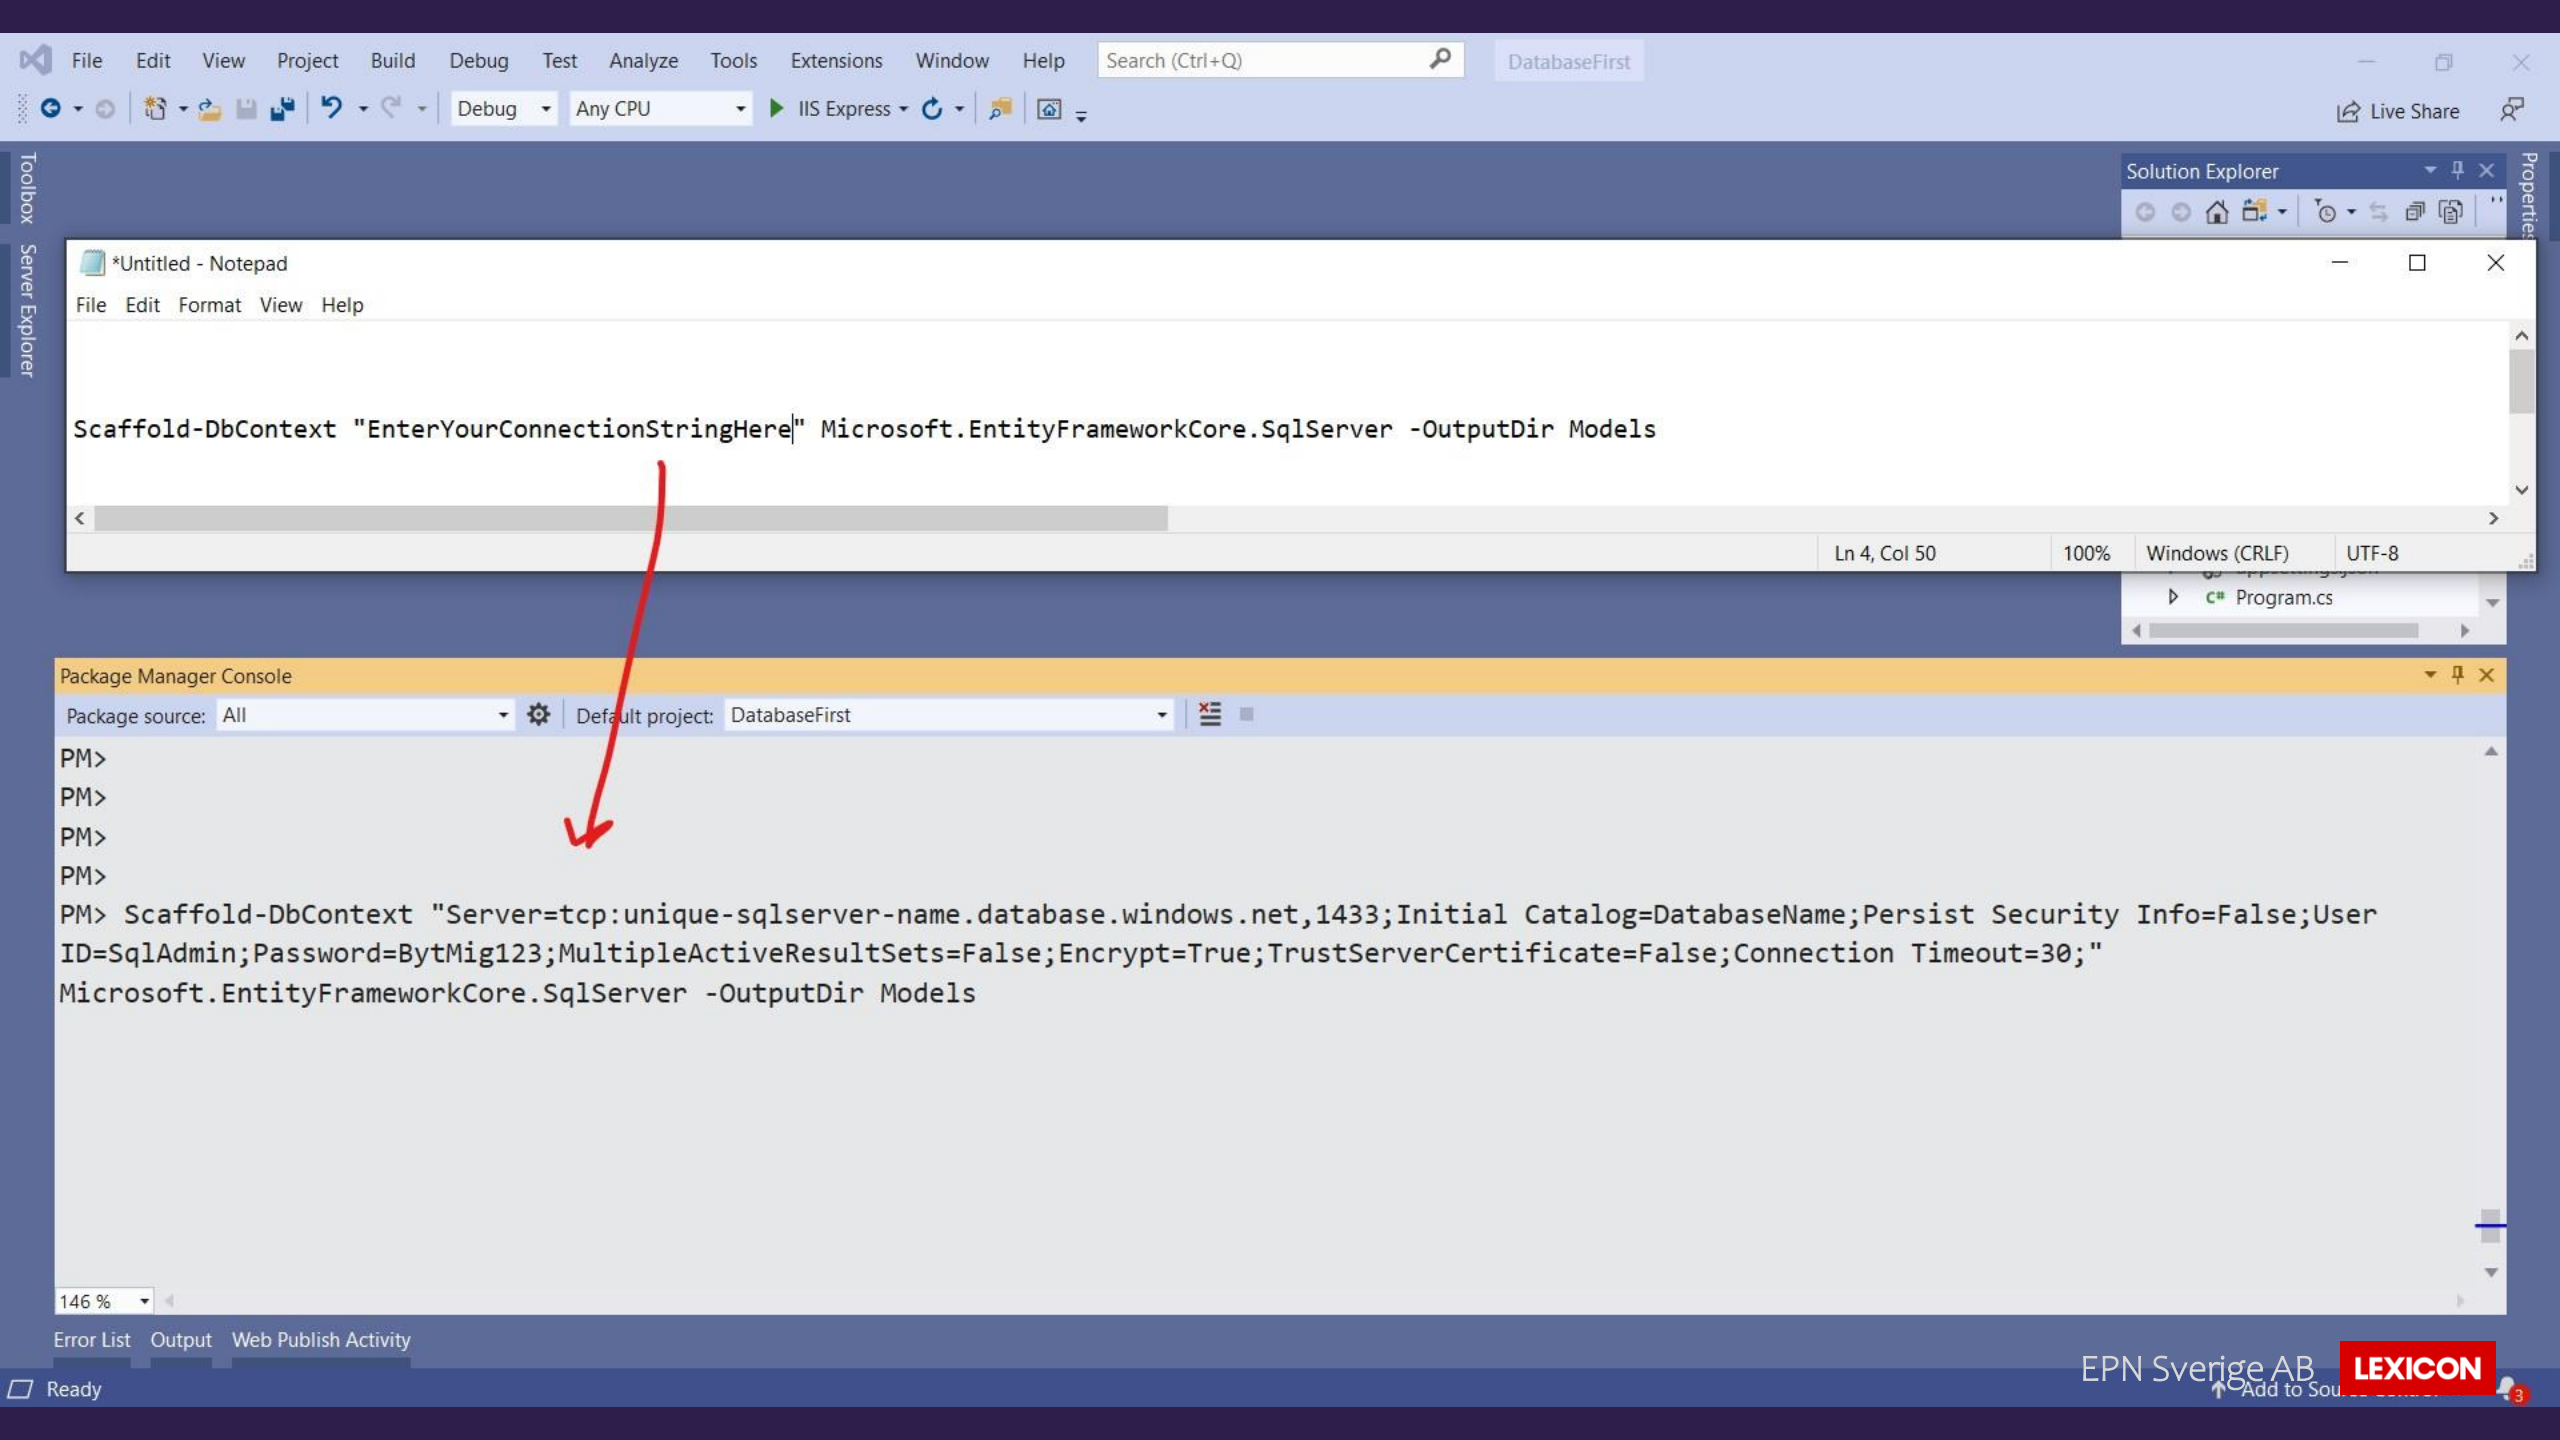 File Edit View Project Build Debug Test Analyze Tools Extensions Window Help Search (Ctrl+Q) DatabaseFirst
Debug Any CPU IIS Express Live Share
Toolbox
Server Explorer
Solution Explorer
Properties
*Untitled - Notepad
File Edit Format View Help
Scaffold-DbContext "EnterYourConnectionStringHere" Microsoft.EntityFrameworkCore.SqlServer -OutputDir Models
Ln 4, Col 50 100% Windows (CRLF) UTF-8
C# Program.cs
Package Manager Console
Package source: All Default project: DatabaseFirst
PM>
PM>
PM>
PM>
PM> Scaffold-DbContext "Server=tcp:unique-sqlserver-name.database.windows.net,1433;Initial Catalog=DatabaseName;Persist Security Info=False;User
ID=SqlAdmin;Password=BytMig123;MultipleActiveResultSets=False;Encrypt=True;TrustServerCertificate=False;Connection Timeout=30;"
Microsoft.EntityFrameworkCore.SqlServer -OutputDir Models
146 %
Error List Output Web Publish Activity
EPN Sverige AB LEXICON
Ready Add to Sou 3